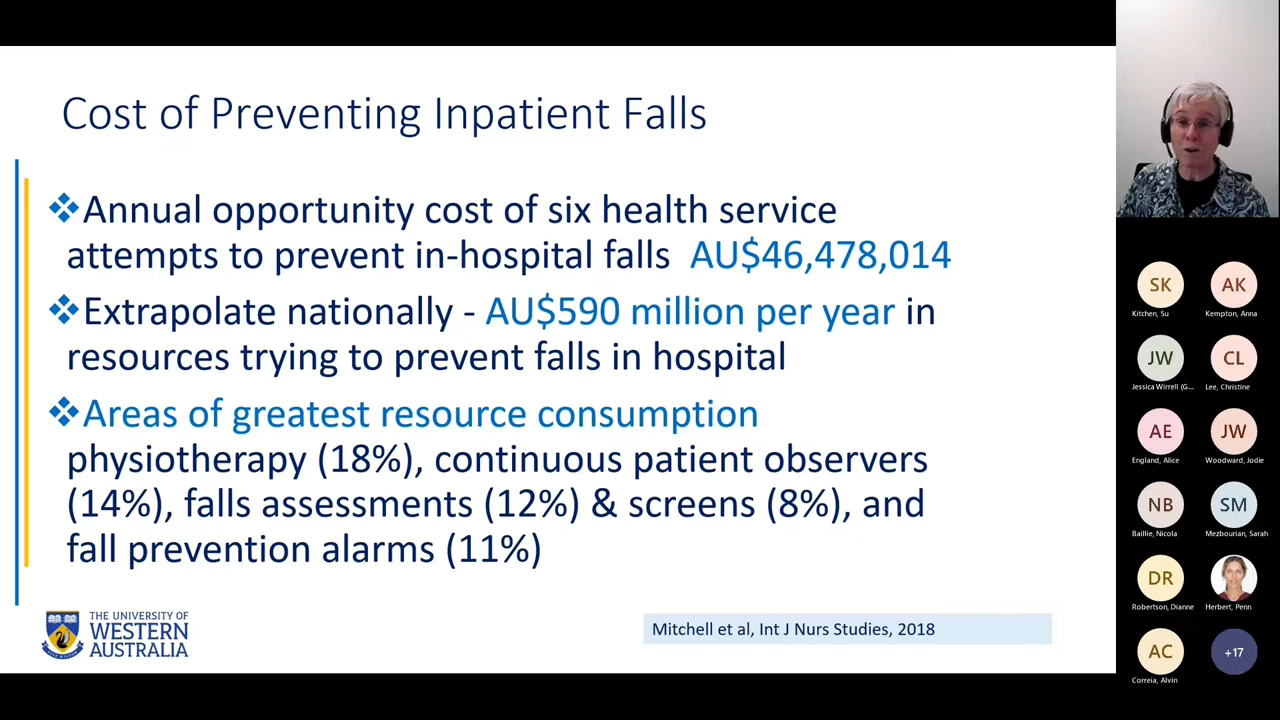 Cost of Preventing Inpatient Falls
❖Annual opportunity cost of six health service
attempts to prevent in-hospital falls AU$46,478,014
❖Extrapolate nationally - AU$590 million per year in
resources trying to prevent falls in hospital
❖Areas of greatest resource consumption
physiotherapy (18%), continuous patient observers
(14%), falls assessments (12%) & screens (8%), and
fall prevention alarms (11%)
THE UNIVERSITY OF
WESTERN
AUSTRALIA
Mitchell et al, Int J Nurs Studies, 2018
SK
Kitchen, Su
AK
Kempton, Anna
JW
Jessica Wirrell (G...
CL
Lee, Christine
AE
England, Alice
JW
Woodward, Jodie
NB
Baillie, Nicola
SM
Mezbourian, Sarah
DR
Robertson, Dianne
Herbert, Penn
AC
Correia, Alvin
+17